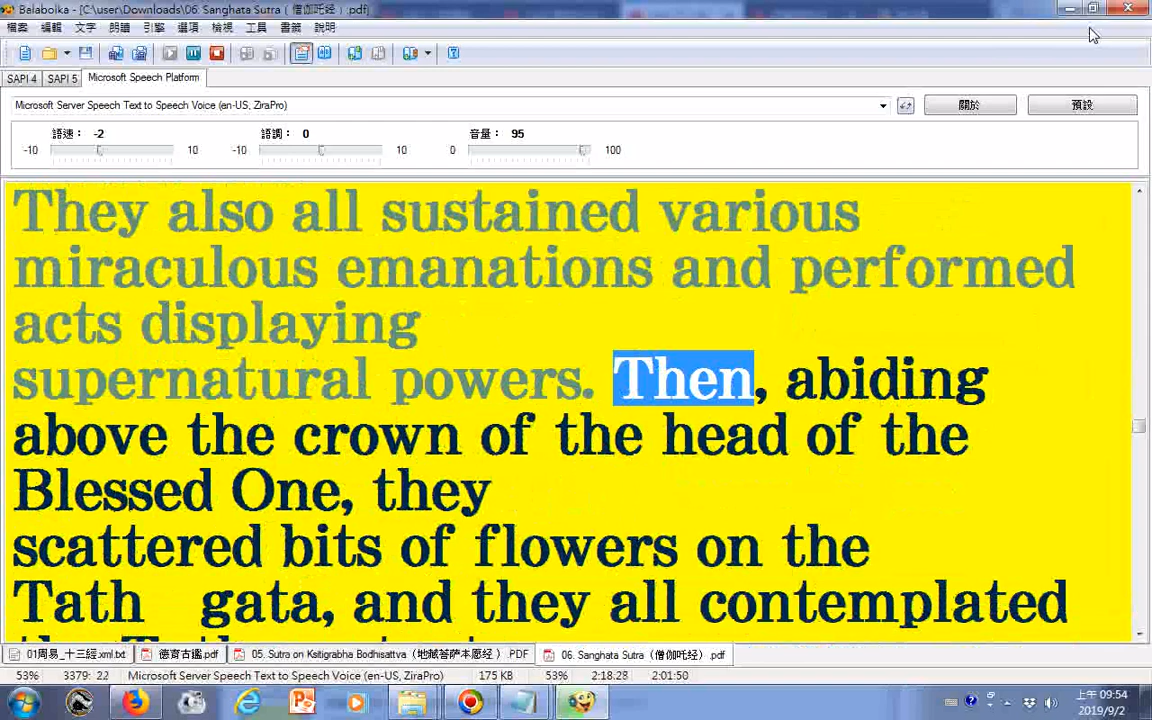 Balabolka - [C:\user\Downloads\06. Sanghata Sutra（僧伽吒经）.pdf]
檔案 編輯 文字 朗讀 引擎 選項 檢視 工具 書籤 說明
SAPI 4 SAPI 5 Microsoft Speech Platform
Microsoft Server Speech Text to Speech Voice (en-US, ZiraPro) 關於 預設
語速： -2 語調： 0 音量： 95
-10 10 -10 10 0 100
They also all sustained various
miraculous emanations and performed
acts displaying
supernatural powers. Then, abiding
above the crown of the head of the
Blessed One, they
scattered bits of flowers on the
Tath gata, and they all contemplated
01周易_十三經.xml.txt 德育古鑑.pdf 05. Sutra on Ksitigrabha Bodhisattva（地藏菩萨本愿经）.PDF 06. Sanghata Sutra（僧伽吒经）.pdf
53% 3379: 22 Microsoft Server Speech Text to Speech Voice (en-US, ZiraPro) 175 KB 53% 2:18:28 2:01:50
上午 09:54
2019/9/2